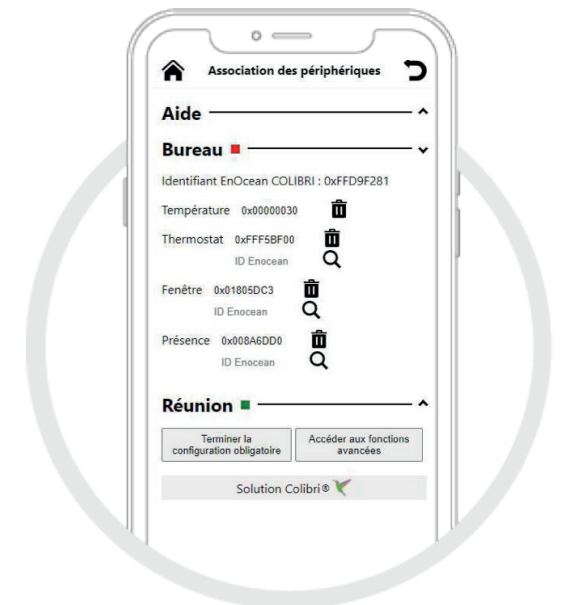 Association des périphériques
Aide
Bureau
Identifiant EnOcean COLIBRI : 0xFFD9F281
Température 0x00000030
Thermostat 0xFFF5BF00
ID Enocean
Fenêtre 0x01805DC3
ID Enocean
Présence 0x008A6DD0
ID Enocean
Réunion
Terminer la
configuration obligatoire
Accéder aux fonctions
avancées
Solution Colibri®